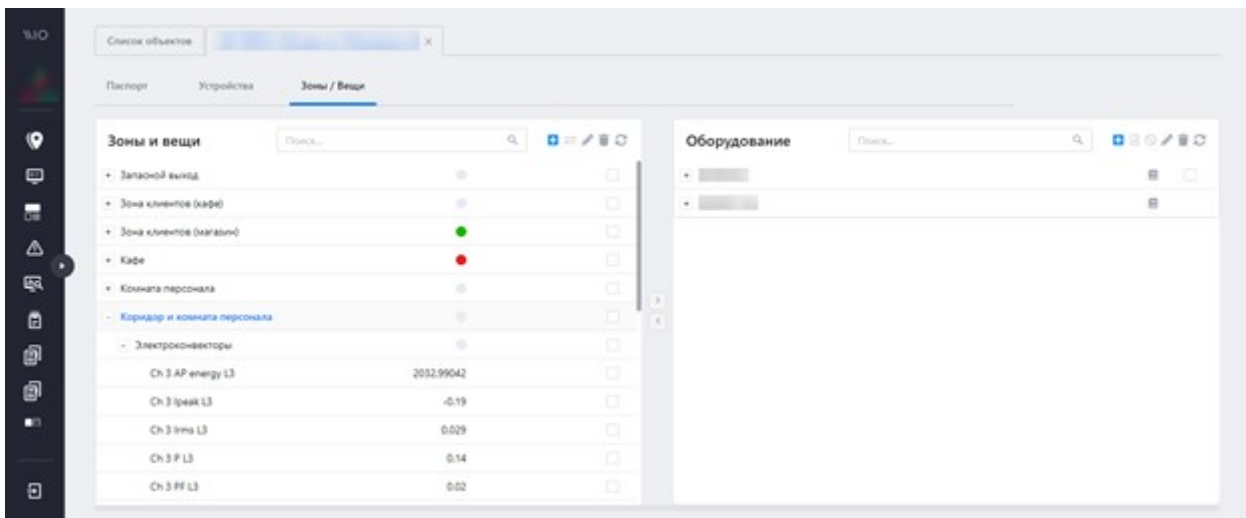 Список объектов
Паспорт Устройства Зоны / Вещи
Зоны и вещи Поиск... Оборудование Поиск...
+ Запасной выход
+ Зона клиентов (кафе)
+ Зона клиентов (магазин)
+ Кафе
+ Комната персонала
- Коридор и комната персонала
- Электроконвекторы
Ch 3 AP energy L3 2032.99042
Ch 3 Ipeak L3 -0.19
Ch 3 Irms L3 0.029
Ch 3 P L3 0.14
Ch 3 PF L3 0.02